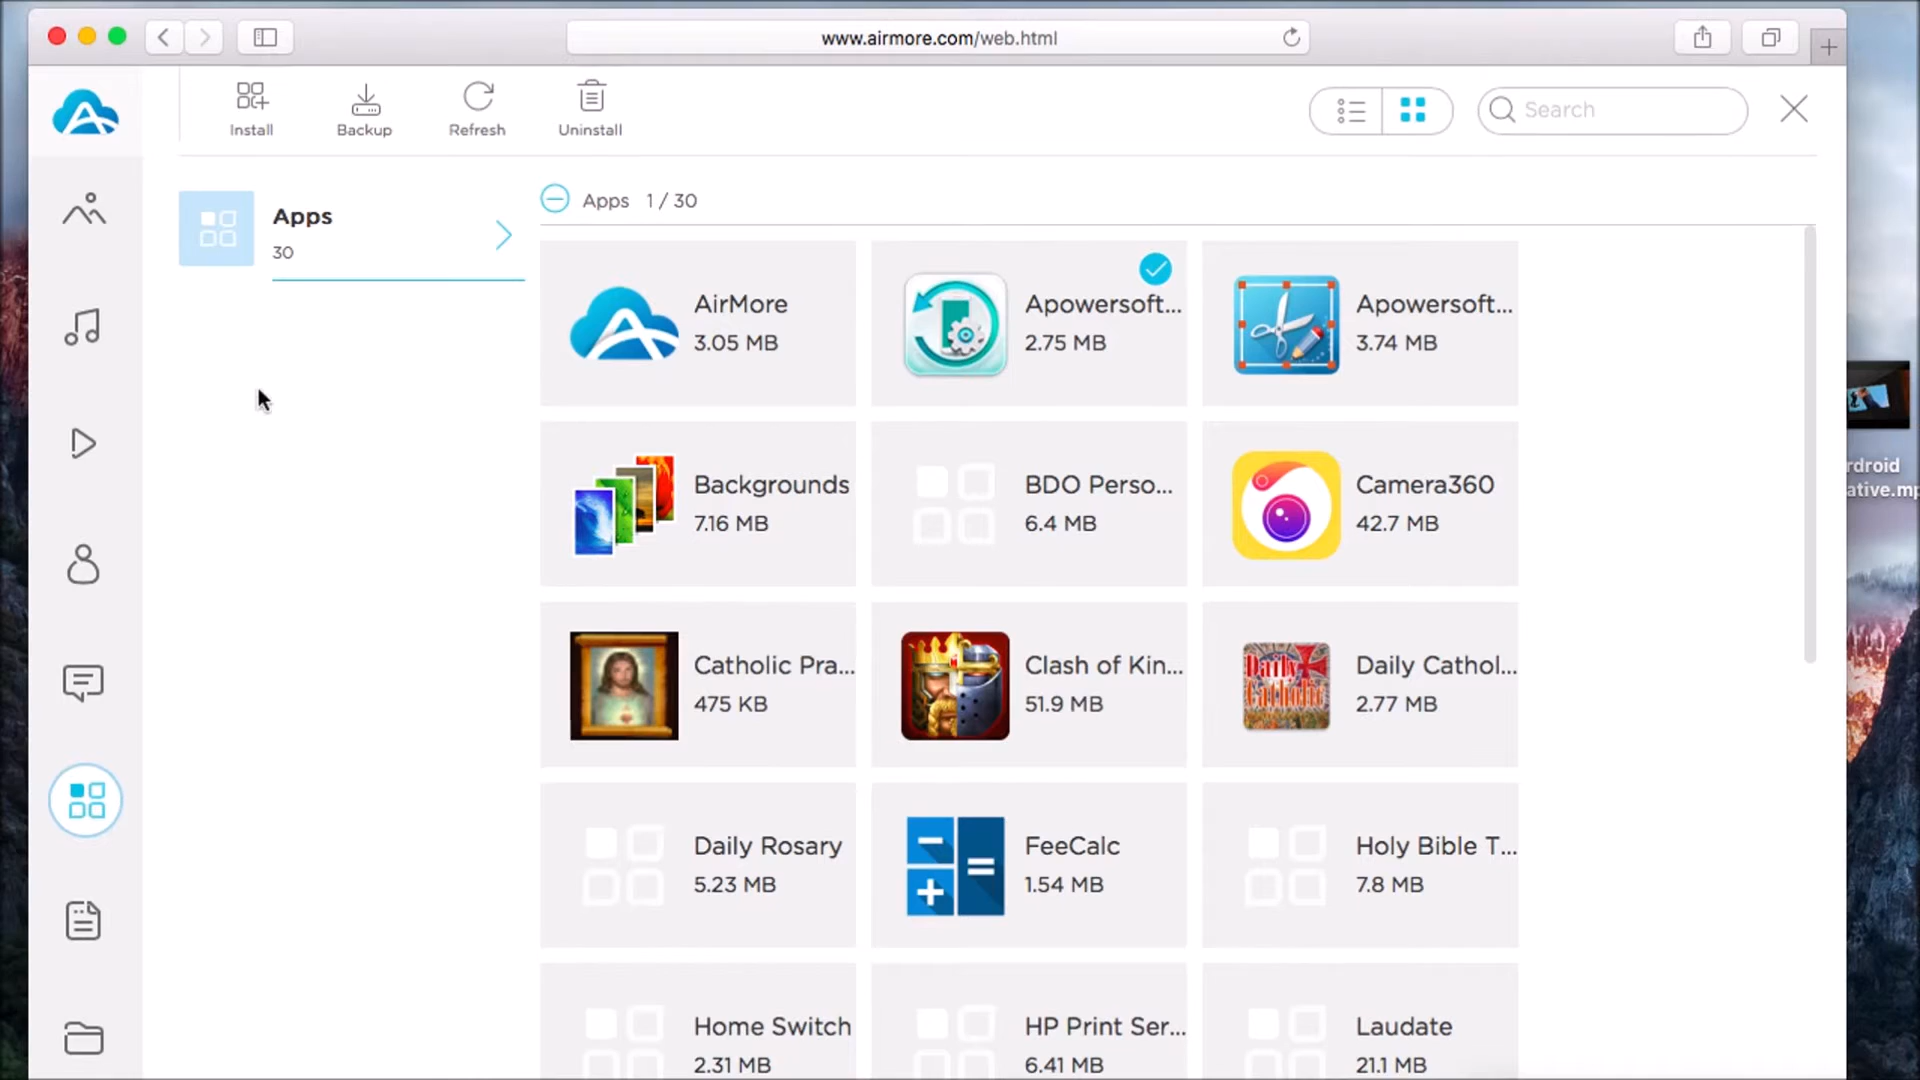 www.airmore.com/web.html
Install
Backup
Refresh
Uninstall
Search
Apps
30
Apps 1 / 30
AirMore
3.05 MB
Apowersoft...
2.75 MB
Apowersoft...
3.74 MB
Backgrounds
7.16 MB
BDO Perso...
6.4 MB
Camera360
42.7 MB
Catholic Pra...
475 KB
Clash of Kin...
51.9 MB
Daily Catholic
Daily Cathol...
2.77 MB
Daily Rosary
5.23 MB
FeeCalc
1.54 MB
Holy Bible T...
7.8 MB
Home Switch
2.31 MB
HP Print Ser...
6.41 MB
Laudate
21.1 MB
rdroid
ative.mp